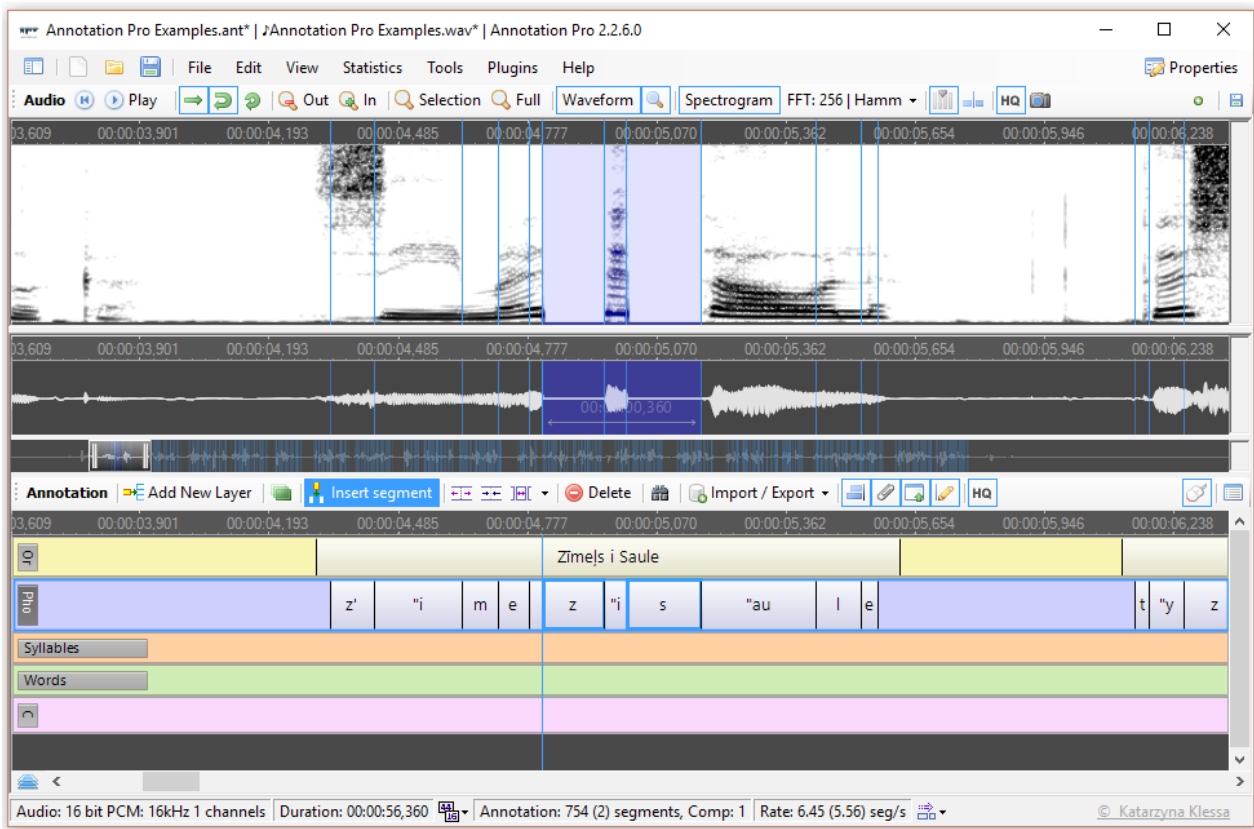 Annotation Pro Examples.ant* | ♪Annotation Pro Examples.wav* | Annotation Pro 2.2.6.0
File Edit View Statistics Tools Plugins Help Properties
Audio Play Out In Selection Full Waveform Spectrogram FFT: 256 | Hamm HQ
03,609 00:00:03,901 00:00:04,193 00:00:04,485 00:00:04,777 00:00:05,070 00:00:05,362 00:00:05,654 00:00:05,946 00:00:06,238
03,609 00:00:03,901 00:00:04,193 00:00:04,485 00:00:04,777 00:00:05,070 00:00:05,362 00:00:05,654 00:00:05,946 00:00:06,238
00:00:00,360
Annotation Add New Layer Insert segment Delete Import / Export HQ
03,609 00:00:03,901 00:00:04,193 00:00:04,485 00:00:04,777 00:00:05,070 00:00:05,362 00:00:05,654 00:00:05,946 00:00:06,238
Or Zīmeļs i Saule
Pho z' "i m e z "i s "au l e t "y z
Syllables
Words
C
Audio: 16 bit PCM: 16kHz 1 channels Duration: 00:00:56,360 44 16 Annotation: 754 (2) segments, Comp: 1 Rate: 6.45 (5.56) seg/s © Katarzyna Klessa